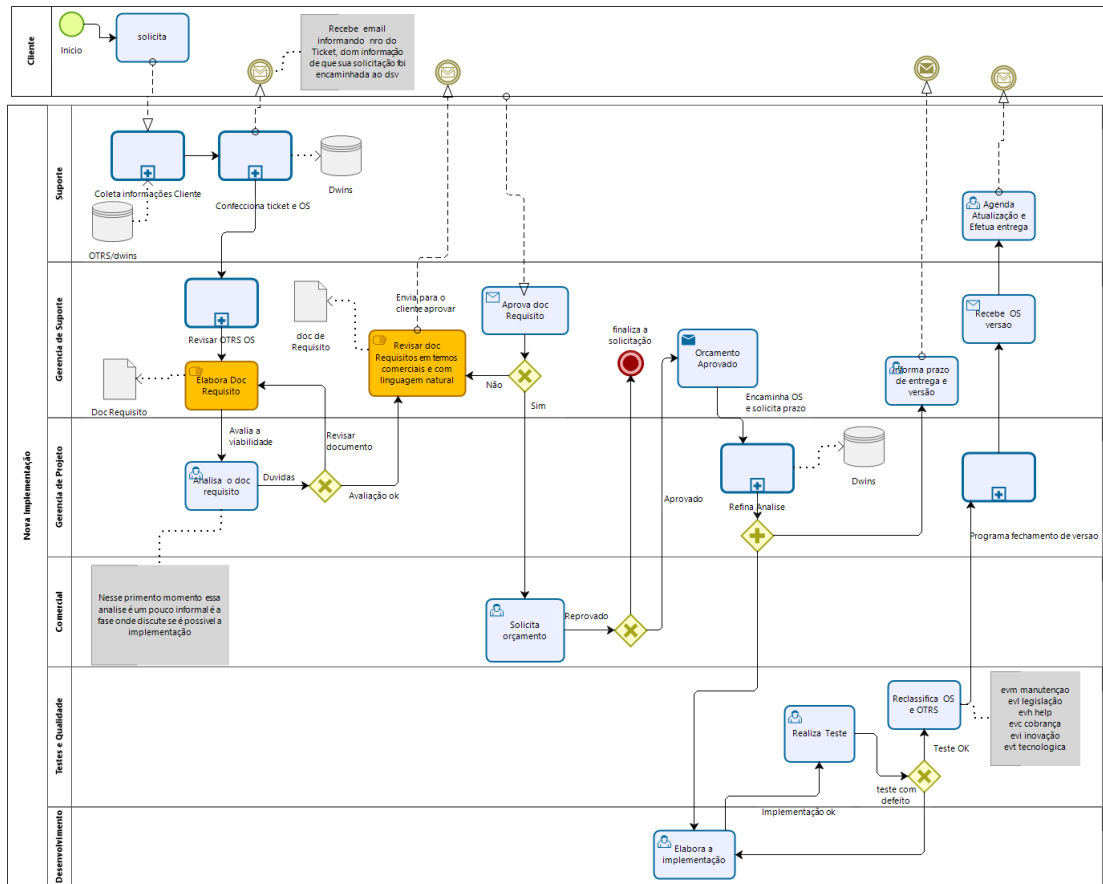 Cliente
Inicio
solicita
Recebe email
informando nro do
Ticket, dom informação
de que sua solicitação foi
encaminhada ao dsv
Nova Implementação
Suporte
Coleta informações Cliente
OTRS/dwins
Confecciona ticket e OS
Dwins
Agenda
Atualização e
Efetua entrega
Gerencia de Suporte
Revisar OTRS OS
Doc Requisito
Elabora Doc
Requisito
doc de
Requisito
Envia para o
cliente aprovar
Revisar doc
Requisitos em termos
comerciais e com
linguagem natural
Aprova doc
Requisito
Não
Sim
finaliza a
solicitação
Orcamento
Aprovado
Encaminha OS
e solicita prazo
Informa prazo
de entrega e
versão
Recebe OS
versao
Gerencia de Projeto
Avalia a
viabilidade
Analisa o doc
requisito
Duvidas
Revisar
documento
Avaliação ok
Aprovado
Refina Analise
Dwins
Programa fechamento de versao
Comercial
Nesse primento momento essa
analise é um pouco informal é a
fase onde discute se é possivel a
implementação
Solicita
orçamento
Reprovado
Testes e Qualidade
Realiza Teste
Reclassifica OS
e OTRS
Teste OK
teste com
defeito
evm manutençao
evl legislação
evh help
evc cobrança
evi inovação
evt tecnologica
Desenvolvimento
Implementação ok
Elabora a
implementação